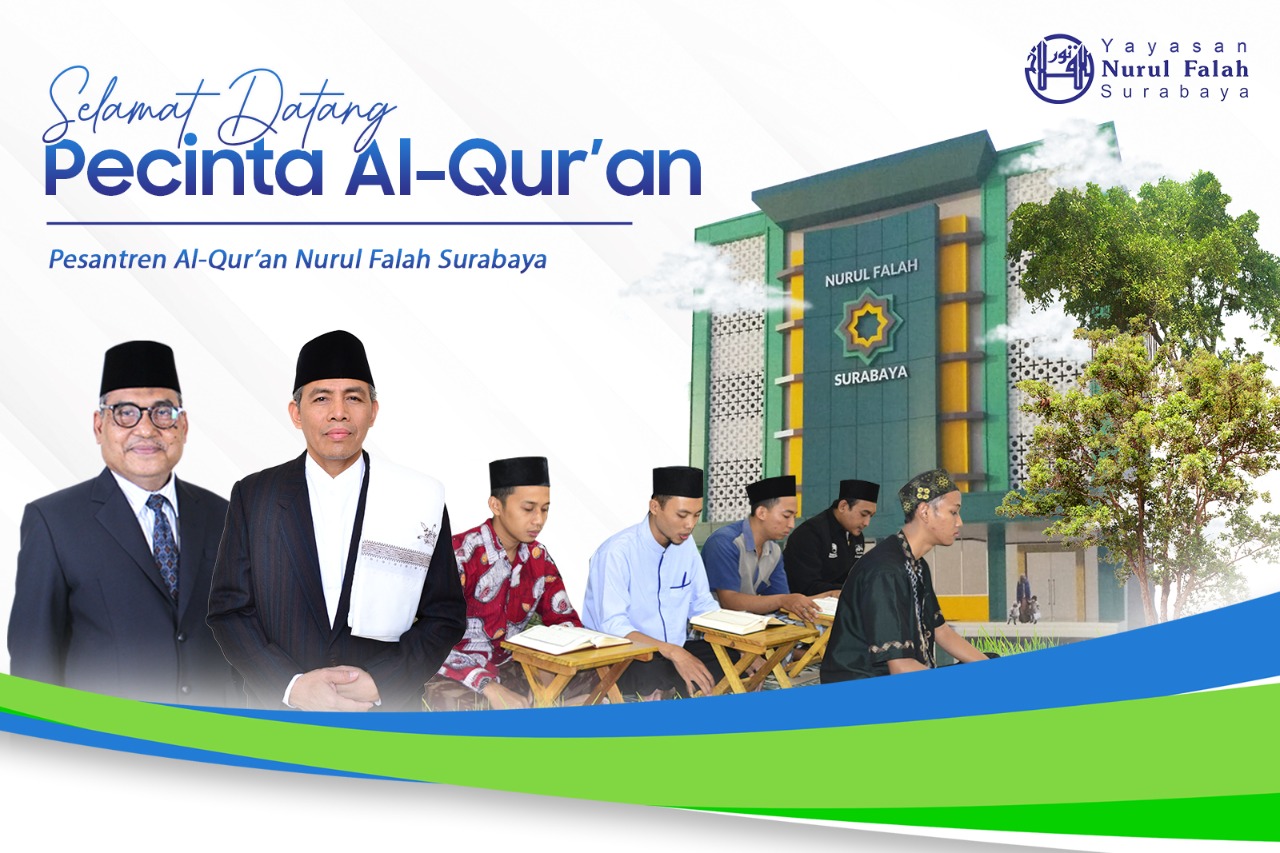 Selamat Datang
Pecinta Al-Qur'an
Pesantren Al-Qur'an Nurul Falah Surabaya
Yayasan
Nurul Falah
Surabaya
NURUL FALAH
SURABAYA